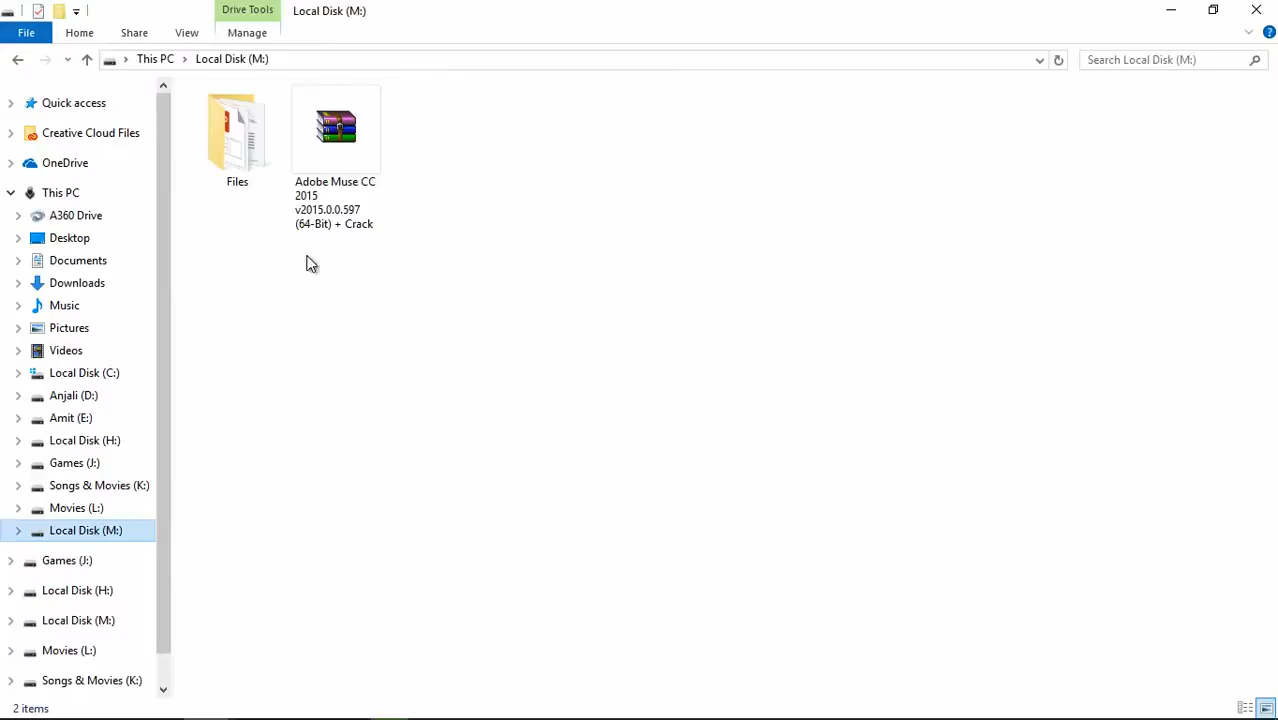 Drive Tools
Local Disk (M:)
File
Home
Share
View
Manage
This PC
Local Disk (M:)
Search Local Disk (M:)
Quick access
Creative Cloud Files
OneDrive
This PC
A360 Drive
Desktop
Documents
Downloads
Music
Pictures
Videos
Local Disk (C:)
Anjali (D:)
Amit (E:)
Local Disk (H:)
Games (J:)
Songs & Movies (K:)
Movies (L:)
Local Disk (M:)
Games (J:)
Local Disk (H:)
Local Disk (M:)
Movies (L:)
Songs & Movies (K:)
Files
Adobe Muse CC
2015
v2015.0.0.597
(64-Bit) + Crack
2 items